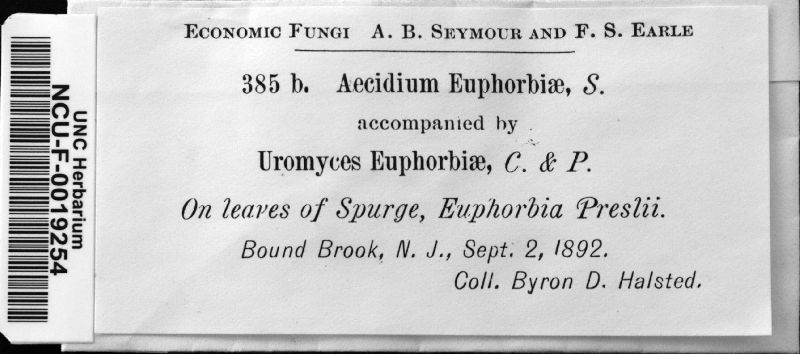 Economic Fungi A. B. Seymour and F. S. Earle
385 b. Aecidium Euphorbiæ, S.
accompanied by
Uromyces Euphorbiæ, C. & P.
On leaves of Spurge, Euphorbia Preslii.
Bound Brook, N. J., Sept. 2, 1892.
Coll. Byron D. Halsted.
UNC Herbarium
NCU-F-0019254